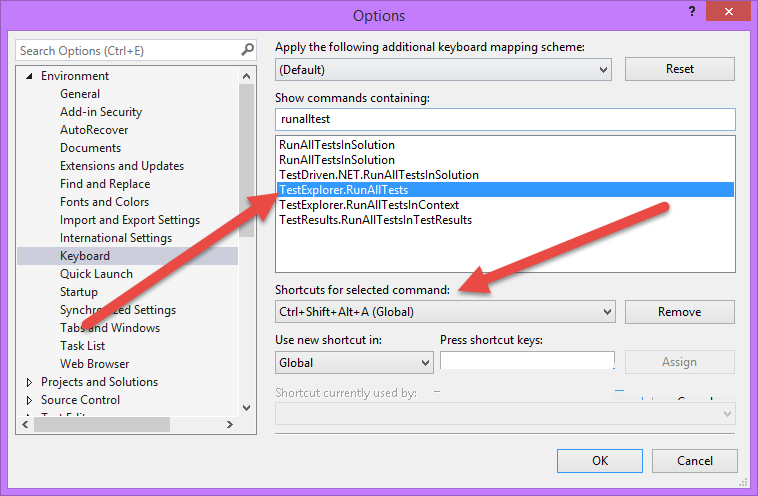 Options
?
Search Options (Ctrl+E)
Environment
General
Add-in Security
AutoRecover
Documents
Extensions and Updates
Find and Replace
Fonts and Colors
Import and Export Settings
International Settings
Keyboard
Quick Launch
Startup
Synchronized Settings
Tabs and Windows
Task List
Web Browser
Projects and Solutions
Source Control
Apply the following additional keyboard mapping scheme:
(Default)
Reset
Show commands containing:
runalltest
RunAllTestsInSolution
RunAllTestsInSolution
TestDriven.NET.RunAllTestsInSolution
TestExplorer.RunAllTests
TestExplorer.RunAllTestsInContext
TestResults.RunAllTestsInTestResults
Shortcuts for selected command:
Ctrl+Shift+Alt+A (Global)
Remove
Use new shortcut in:
Press shortcut keys:
Global
Assign
Shortcut currently used by:
OK
Cancel